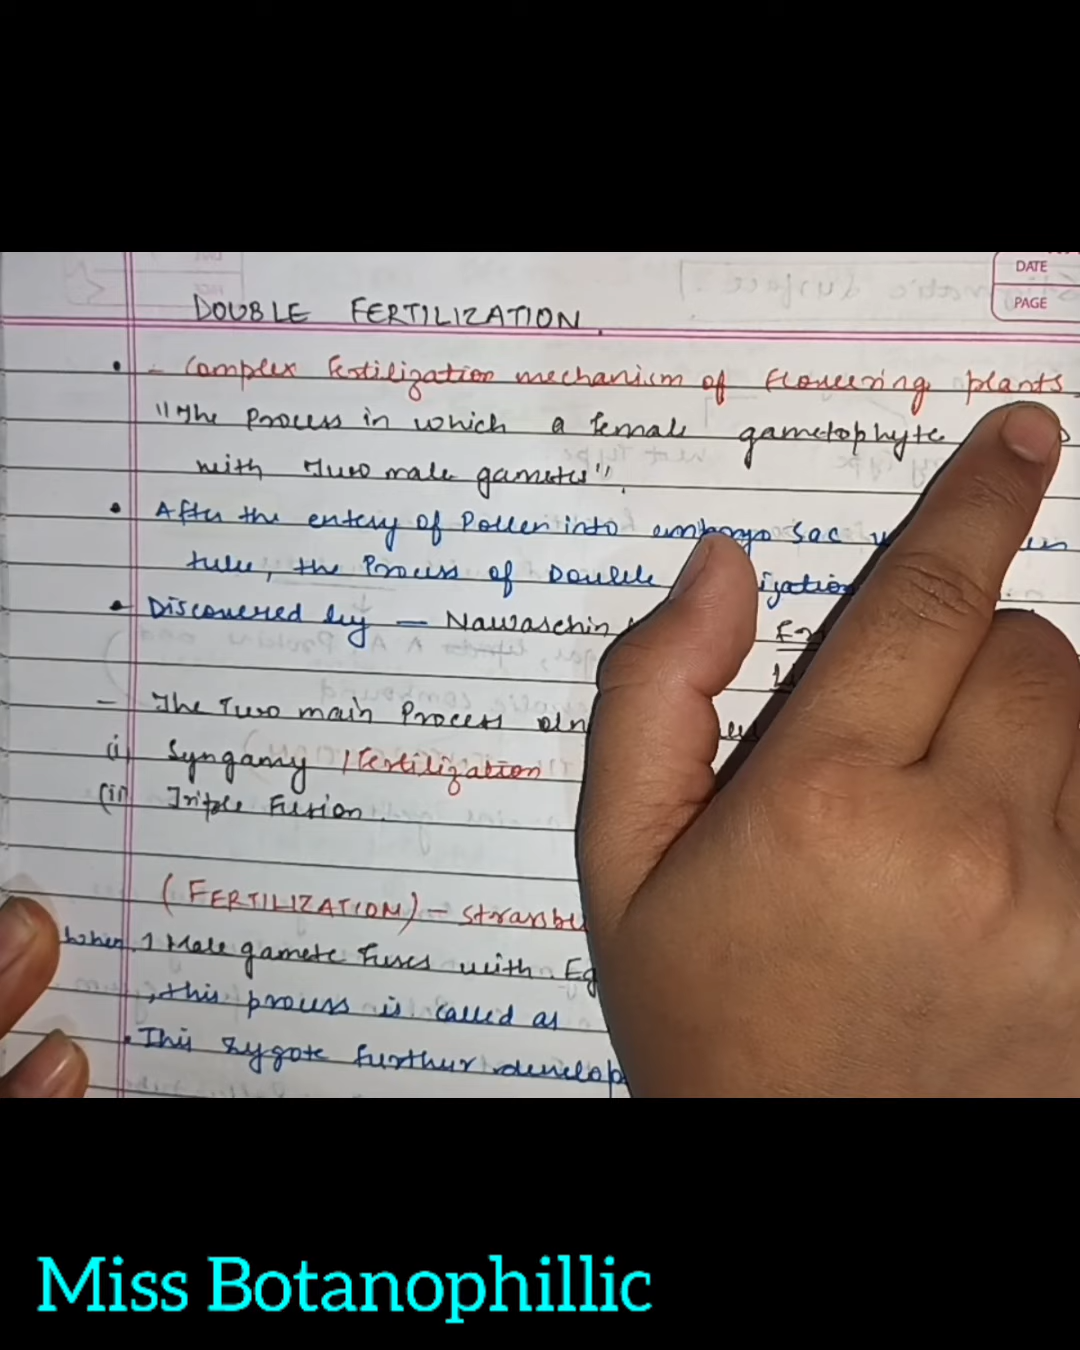 DATE
PAGE
DOUBLE FERTILIZATION.
• - Complex Fertilization mechanism of flowering plants.
"The Process in which a female gametophyte
with Two male gametes".
• After the entery of Pollen into embryo sac
tube, the Process of Double
• Discovered by – Nawaschin
- The Two main Process
(i) Syngamy / Fertilization
(ii) Triple Fusion.
(FERTILIZATION) –
When 1 Male gamete Fuses with
, this process is called as
. This zygote further
Miss Botanophillic